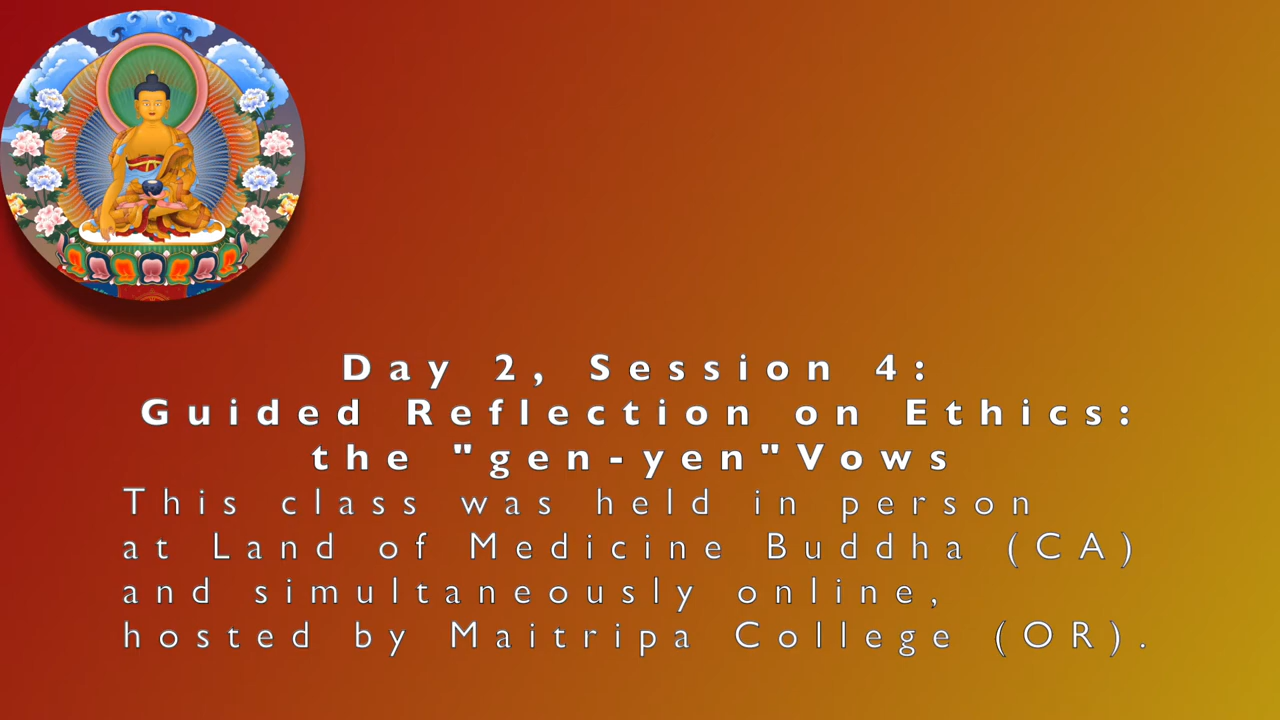 Day 2, Session 4:
Guided Reflection on Ethics:
the "gen-yen"Vows
This class was held in person
at Land of Medicine Buddha (CA)
and simultaneously online,
hosted by Maitripa College (OR).